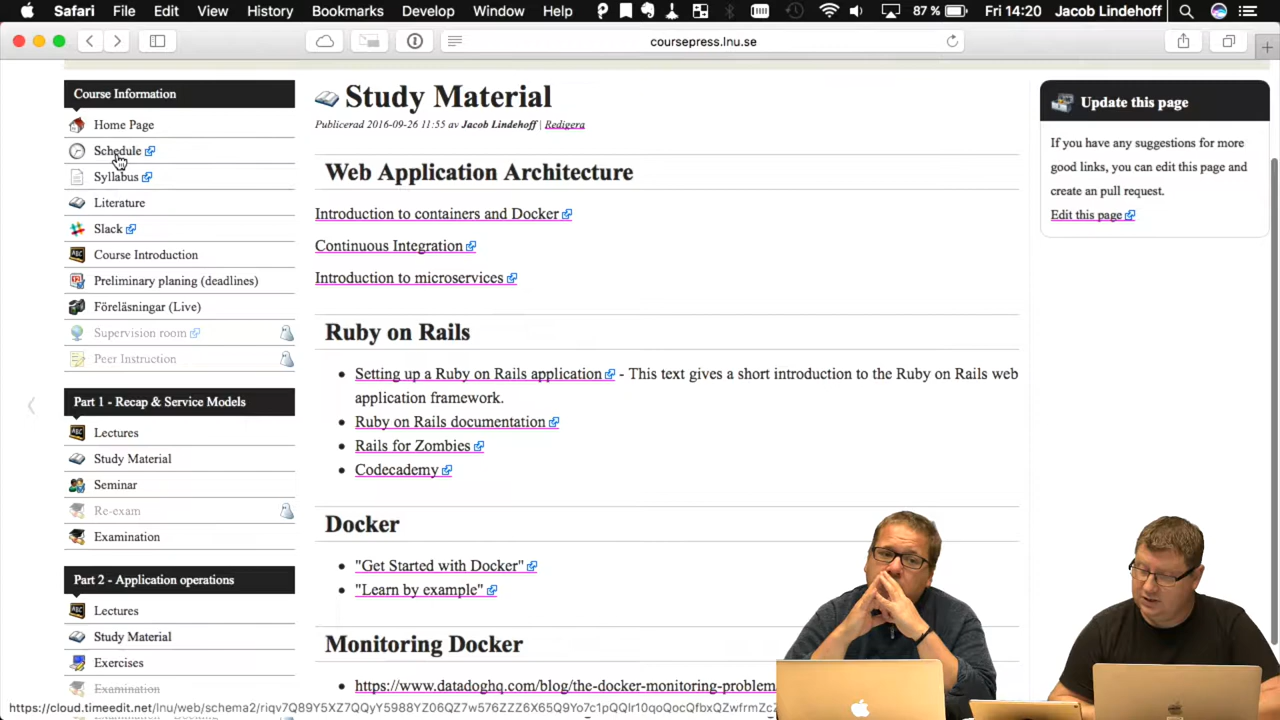 Safari File Edit View History Bookmarks Develop Window Help 87 % Fri 14:20 Jacob Lindehoff
coursepress.lnu.se
Course Information
Home Page
Schedule
Syllabus
Literature
Slack
Course Introduction
Preliminary planing (deadlines)
Föreläsningar (Live)
Supervision room
Peer Instruction
Part 1 - Recap & Service Models
Lectures
Study Material
Seminar
Re-exam
Examination
Part 2 - Application operations
Lectures
Study Material
Exercises
Examination
Study Material
Publicerad 2016-09-26 11:55 av Jacob Lindehoff | Redigera
Web Application Architecture
Introduction to containers and Docker
Continuous Integration
Introduction to microservices
Ruby on Rails
Setting up a Ruby on Rails application - This text gives a short introduction to the Ruby on Rails web
application framework.
Ruby on Rails documentation
Rails for Zombies
Codecademy
Docker
"Get Started with Docker"
"Learn by example"
Monitoring Docker
https://www.datadoghq.com/blog/the-docker-monitoring-problem
Update this page
If you have any suggestions for more
good links, you can edit this page and
create an pull request.
Edit this page